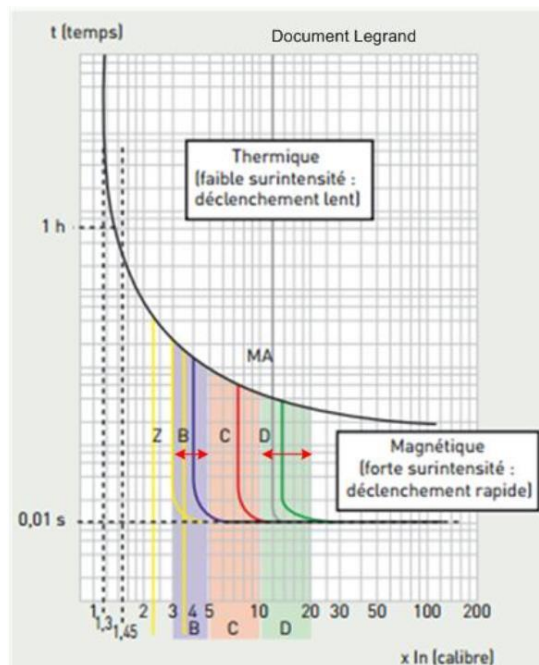 t (temps)
Document Legrand
Thermique
(faible surintensité :
déclenchement lent)
1 h
MA
Z B C D
Magnétique
(forte surintensité :
déclenchement rapide)
0,01 s
1 2 3 4 5 10 20 30 50 100 200
1,3
1,45
B C D
x In (calibre)